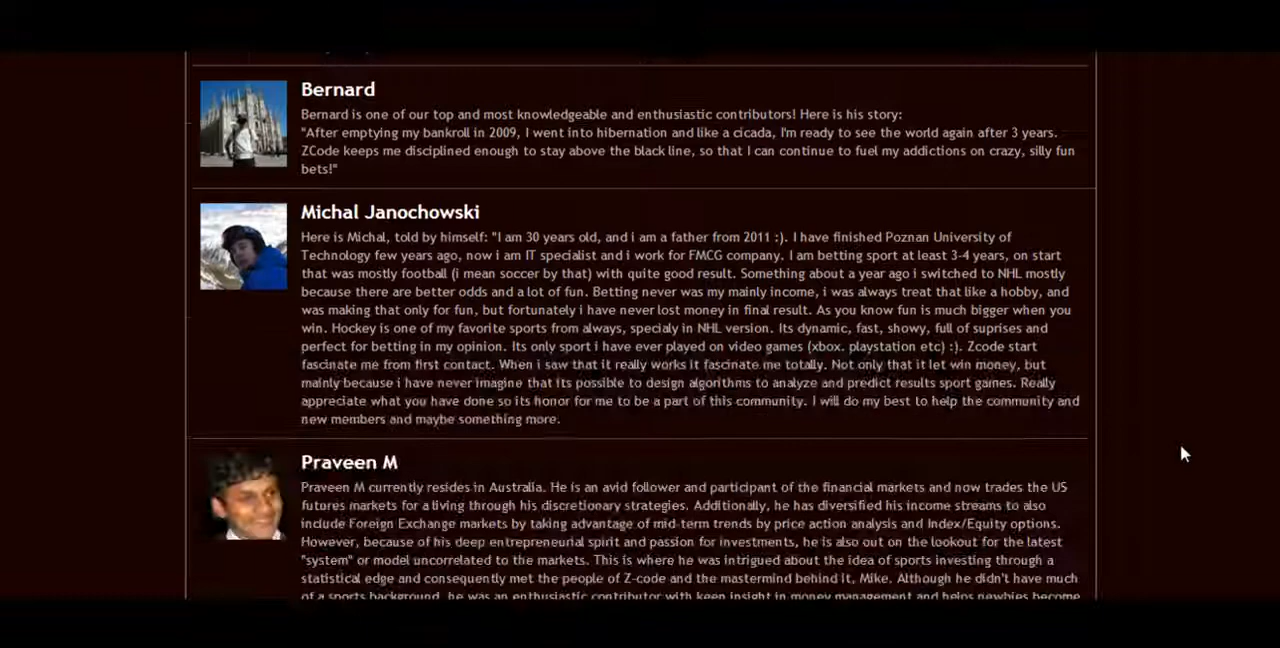 Bernard
Bernard is one of our top and most knowledgeable and enthusiastic contributors! Here is his story:
"After emptying my bankroll in 2009, I went into hibernation and like a cicada, I'm ready to see the world again after 3 years.
ZCode keeps me disciplined enough to stay above the black line, so that I can continue to fuel my addictions on crazy, silly fun
bets!"
Michal Janochowski
Here is Michal, told by himself: "I am 30 years old, and i am a father from 2011 :). I have finished Poznan University of
Technology few years ago, now i am IT specialist and i work for FMCG company. I am betting sport at least 3-4 years, on start
that was mostly football (i mean soccer by that) with quite good result. Something about a year ago i switched to NHL mostly
because there are better odds and a lot of fun. Betting never was my mainly income, i was always treat that like a hobby, and
was making that only for fun, but fortunately i have never lost money in final result. As you know fun is much bigger when you
win. Hockey is one of my favorite sports from always, specialy in NHL version. Its dynamic, fast, showy, full of suprises and
perfect for betting in my opinion. Its only sport i have ever played on video games (xbox. playstation etc) :). Zcode start
fascinate me from first contact. When i saw that it really works it fascinate me totally. Not only that it let win money, but
mainly because i have never imagine that its possible to design algorithms to analyze and predict results sport games. Really
appreciate what you have done so its honor for me to be a part of this community. I will do my best to help the community and
new members and maybe something more.
Praveen M
Praveen M currently resides in Australia. He is an avid follower and participant of the financial markets and now trades the US
futures markets for a living through his discretionary strategies. Additionally, he has diversified his income streams to also
include Foreign Exchange markets by taking advantage of mid-term trends by price action analysis and Index/Equity options.
However, because of his deep entrepreneurial spirit and passion for investments, he is also out on the lookout for the latest
"system" or model uncorrelated to the markets. This is where he was intrigued about the idea of sports investing through a
statistical edge and consequently met the people of Z-code and the mastermind behind it, Mike. Although he didn't have much
of a sports background, he was an enthusiastic contributor with keen insight in money management and helps newbies become